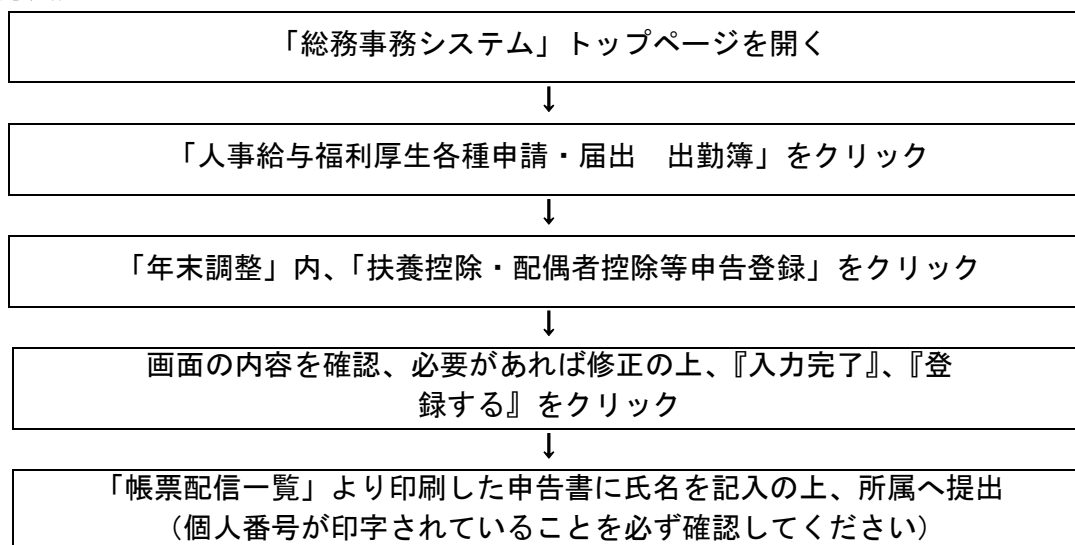 「総務事務システム」トップページを開く
↓
「人事給与福利厚生各種申請・届出　出勤簿」をクリック
↓
「年末調整」内、「扶養控除・配偶者控除等申告登録」をクリック
↓
画面の内容を確認、必要があれば修正の上、『入力完了』、『登
録する』をクリック
↓
「帳票配信一覧」より印刷した申告書に氏名を記入の上、所属へ提出
（個人番号が印字されていることを必ず確認してください）